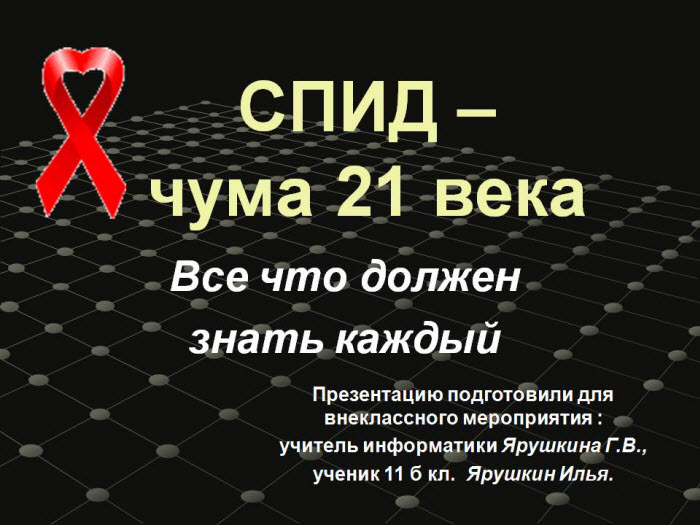 СПИД –
чума 21 века
Все что должен
знать каждый
Презентацию подготовили для
внеклассного мероприятия :
учитель информатики Ярушкина Г.В.,
ученик 11 б кл. Ярушкин Илья.